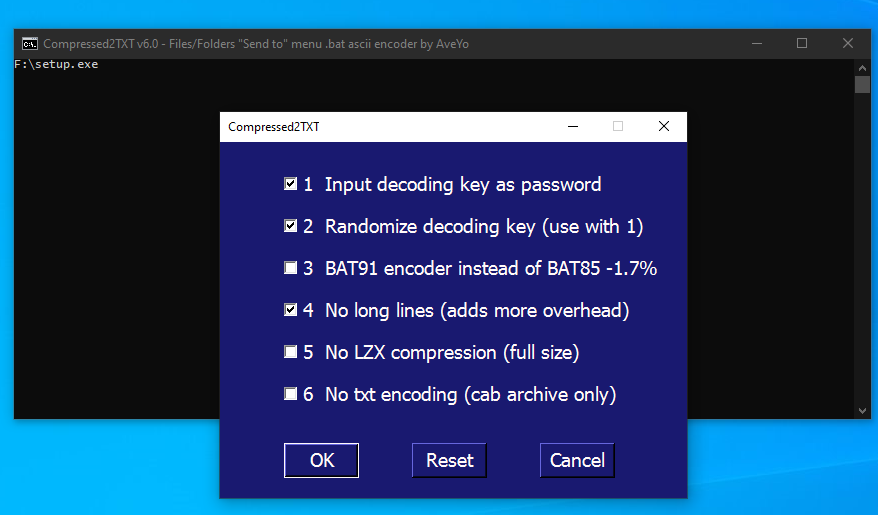 Compressed2TXT v6.0 - Files/Folders "Send to" menu .bat ascii encoder by AveYo
F:\setup.exe
Compressed2TXT
1 Input decoding key as password
2 Randomize decoding key (use with 1)
3 BAT91 encoder instead of BAT85 -1.7%
4 No long lines (adds more overhead)
5 No LZX compression (full size)
6 No txt encoding (cab archive only)
OK Reset Cancel